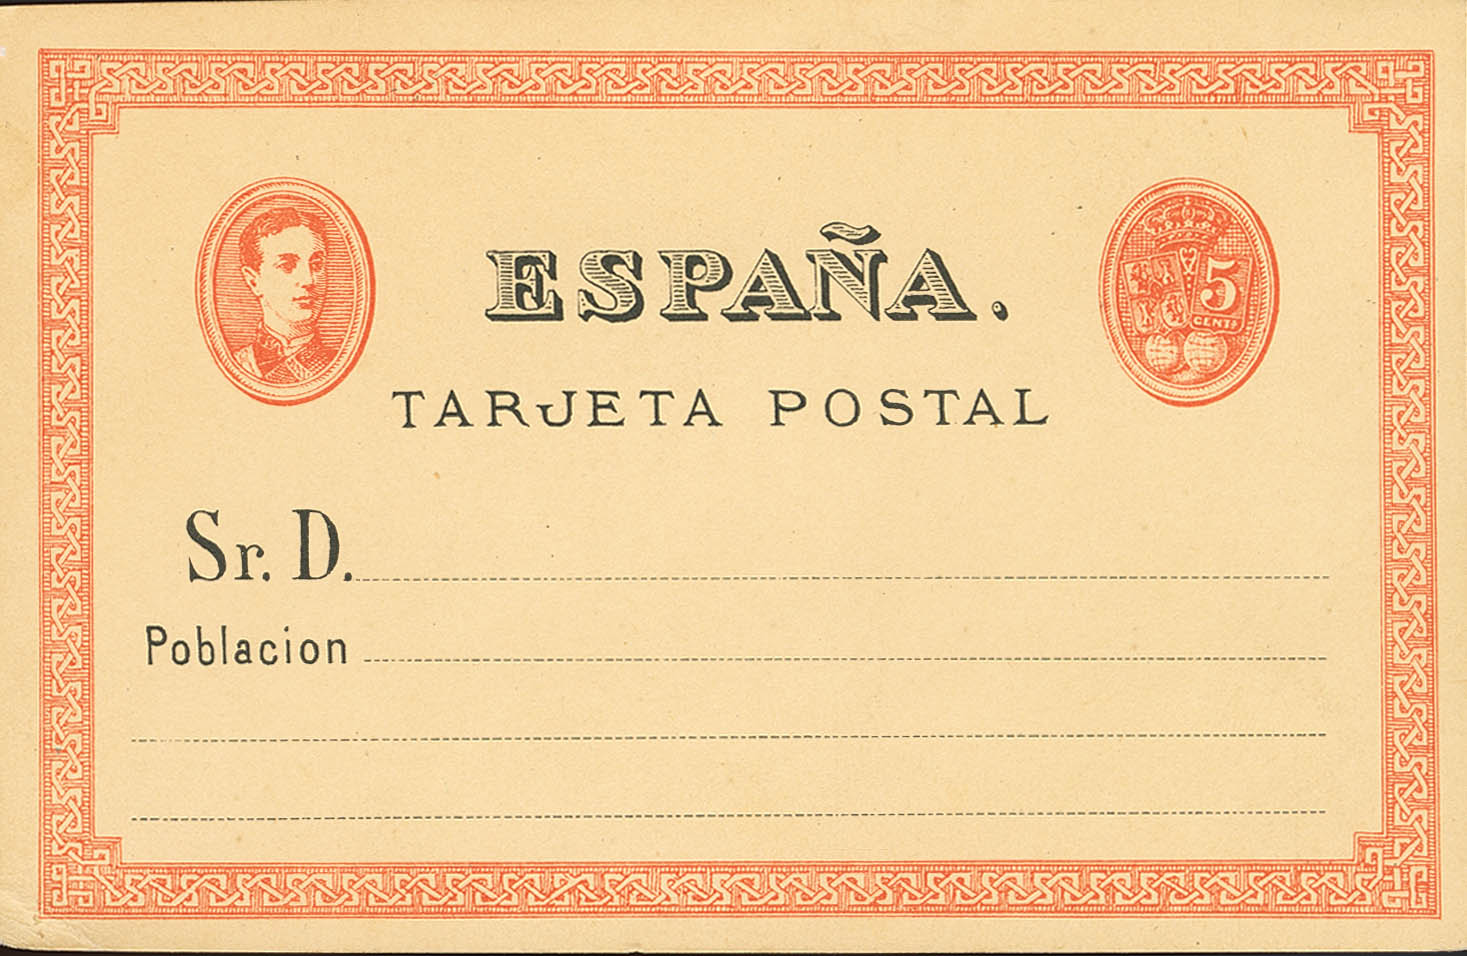 ESPAÑA.
5
CENTS
TARJETA POSTAL
Sr. D.
Poblacion